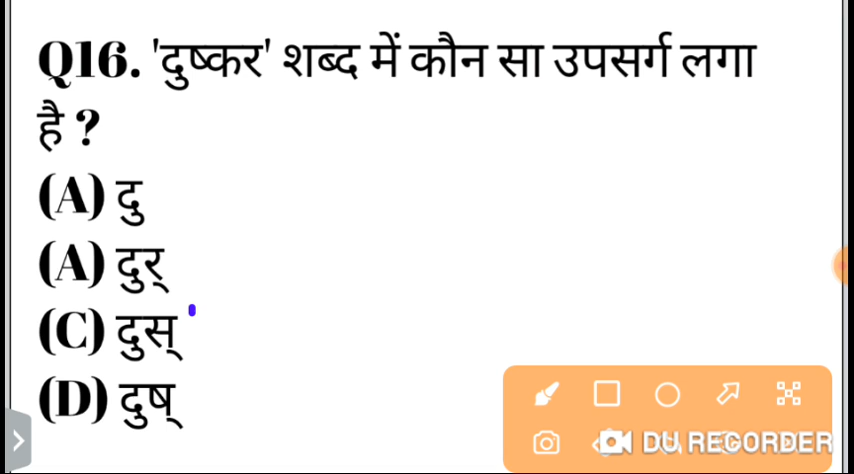 Q16. 'दुष्कर' शब्द में कौन सा उपसर्ग लगा
है ?
(A) दु
(A) दुर्
(C) दुस्
(D) दुष्
DU RECORDER